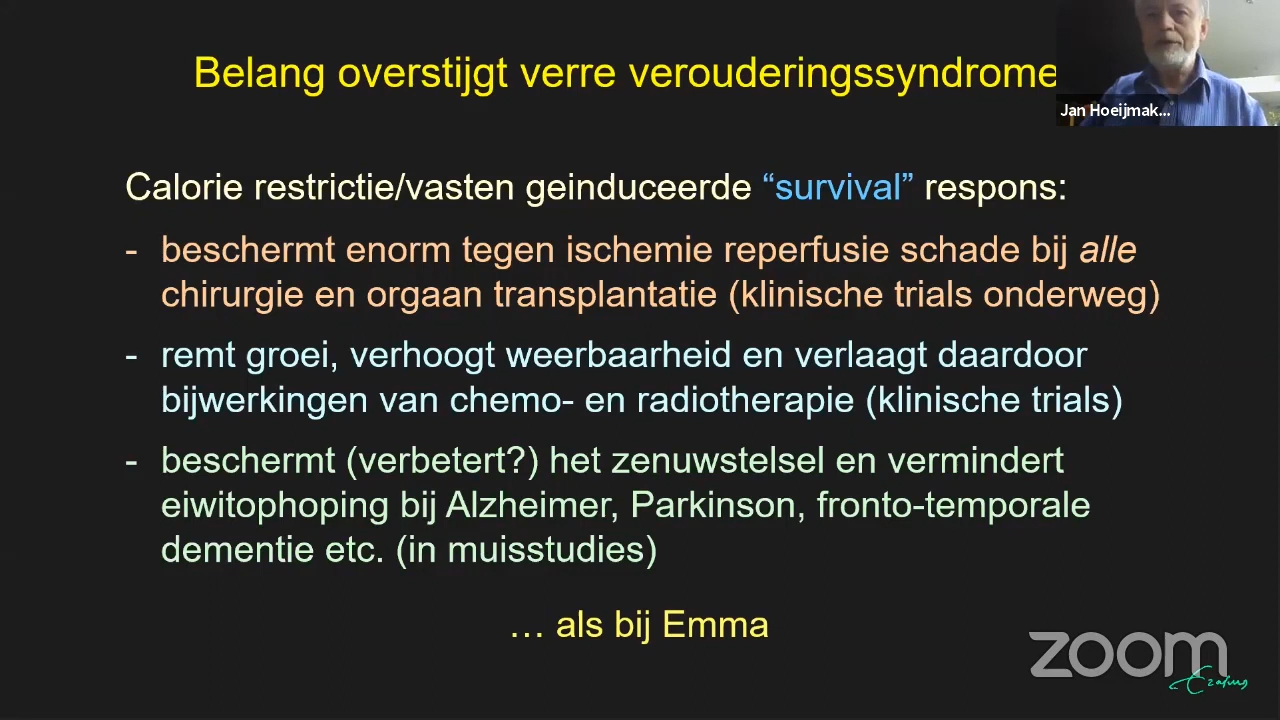 Belang overstijgt verre verouderingssyndrome
Jan Hoeijmak...
Calorie restrictie/vasten geinduceerde “survival” respons:
- beschermt enorm tegen ischemie reperfusie schade bij alle
chirurgie en orgaan transplantatie (klinische trials onderweg)
- remt groei, verhoogt weerbaarheid en verlaagt daardoor
bijwerkingen van chemo- en radiotherapie (klinische trials)
- beschermt (verbetert?) het zenuwstelsel en vermindert
eiwitophoping bij Alzheimer, Parkinson, fronto-temporale
dementie etc. (in muisstudies)
… als bij Emma
zoom
Erasmus